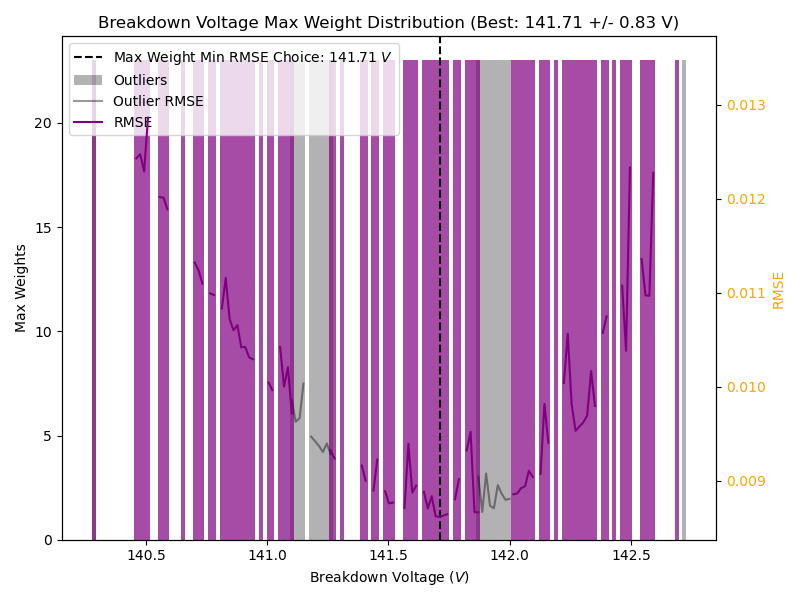 Breakdown Voltage Max Weight Distribution (Best: 141.71 +/- 0.83 V)
Max Weight Min RMSE Choice: 141.71 V
Outliers
Outlier RMSE
RMSE
Max Weights
20
15
10
5
0
0.013
0.012
0.011
0.010
0.009
RMSE
140.5 141.0 141.5 142.0 142.5
Breakdown Voltage (V)